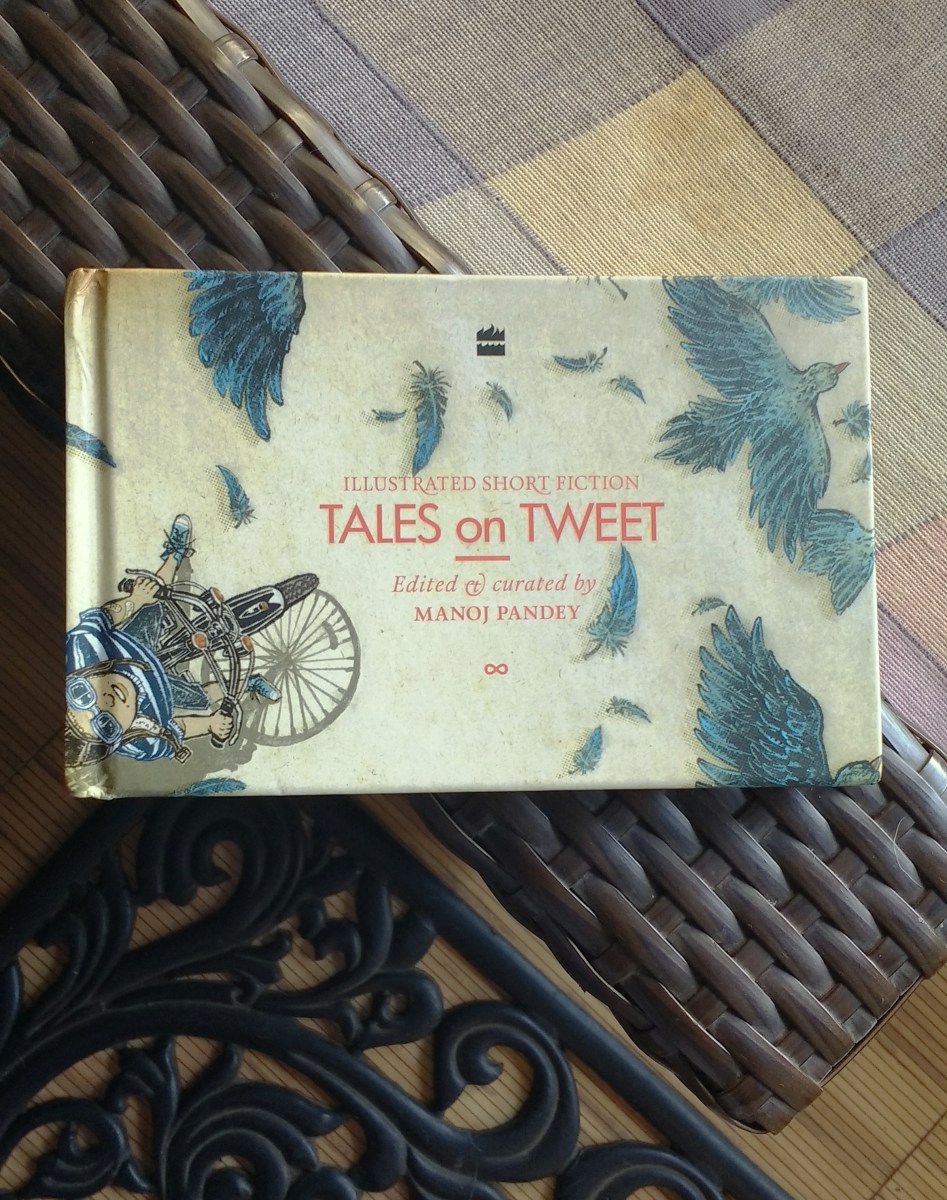 ILLUSTRATED SHORT FICTION
TALES on TWEET
Edited & curated by
MANOJ PANDEY